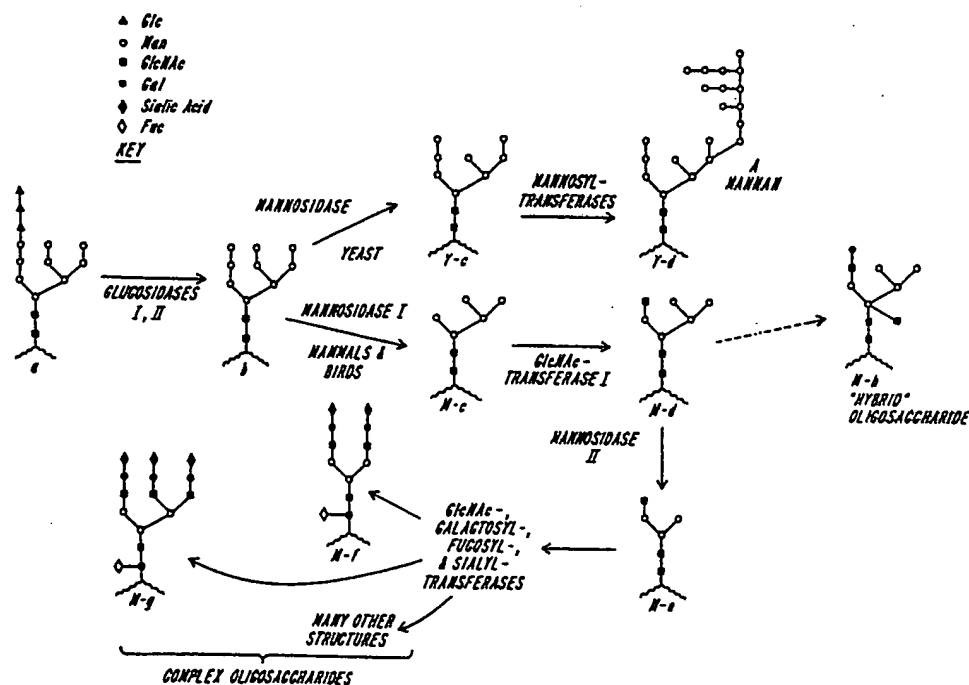 Glc
Man
GlcNAc
Gal
Sialic Acid
Fuc
KEY
MANNOSIDASE
YEAST
Y-c
MANNOSYL-
TRANSFERASES
Y-d
A
MANNAN
a
GLUCOSIDASES
I, II
b
MANNOSIDASE I
MAMMALS &
BIRDS
M-c
GlcNAc-
TRANSFERASE I
M-d
M-h
"HYBRID"
OLIGOSACCHARIDE
MANNOSIDASE
II
M-e
GlcNAc-,
GALACTOSYL-,
FUCOSYL-,
& SIALYL-
TRANSFERASES
M-f
M-g
MANY OTHER
STRUCTURES
COMPLEX OLIGOSACCHARIDES